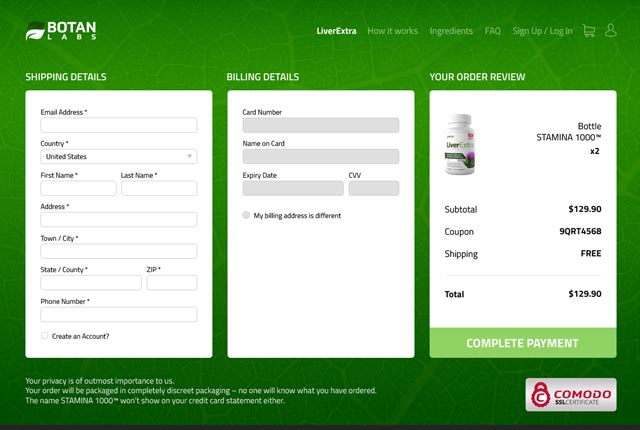 BOTAN
LABS
LiverExtra How it works Ingredients FAQ Sign Up / Log In
SHIPPING DETAILS
Email Address *
Country *
United States
First Name * Last Name *
Address *
Town / City *
State / County * ZIP *
Phone Number *
Create an Account?
BILLING DETAILS
Card Number
Name on Card
Expiry Date CVV
My billing address is different
YOUR ORDER REVIEW
LiverExtra
Bottle
STAMINA 1000™
x2
Subtotal $129.90
Coupon 9QRT4568
Shipping FREE
Total $129.90
COMPLETE PAYMENT
Your privacy is of outmost importance to us.
Your order will be packaged in completely discreet packaging – no one will know what you have ordered.
The name STAMINA 1000™ won't show on your credit card statement either.
COMODO
SSLCERTIFICATE